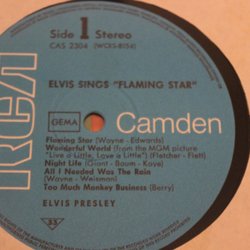 Side 1 Stereo
CAS 2304 (WCRS-8154)
ELVIS SINGS "FLAMING STAR"
RCA
GEMA
Camden
Flaming Star (Wayne - Edwards)
Wonderful World (From the MGM picture
"Live a Little, Love a Little") (Fletcher - Flett)
Night Life (Giant - Baum - Kaye)
All I Needed Was The Rain
(Wayne - Weisman)
Too Much Monkey Business (Berry)
ELVIS PRESLEY
33